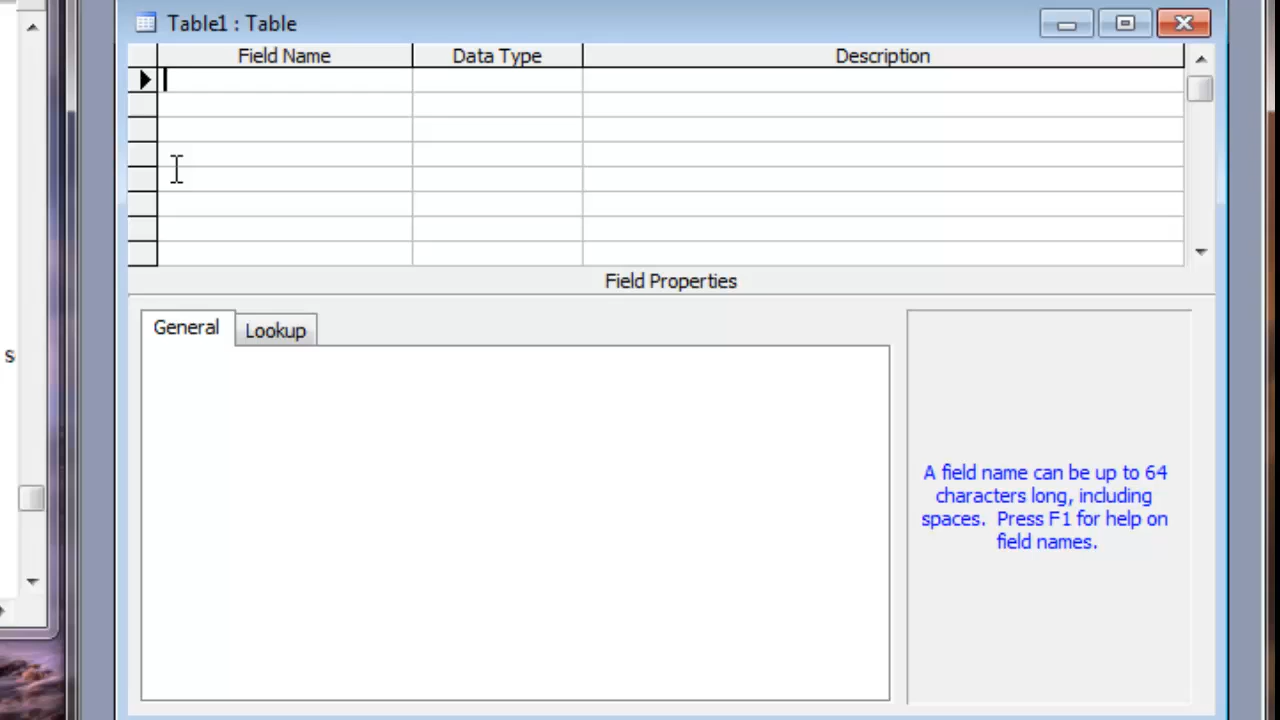 Table1 : Table
Field Name Data Type Description
Field Properties
General Lookup
s
A field name can be up to 64
characters long, including
spaces. Press F1 for help on
field names.